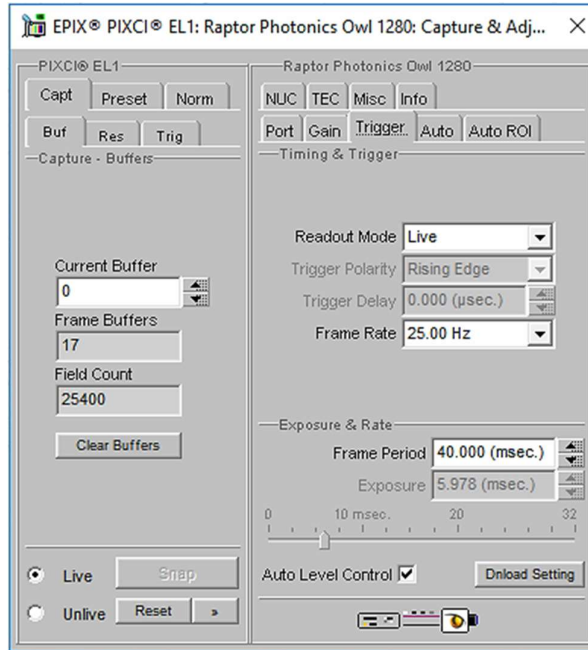 EPIX® PIXCI® EL1: Raptor Photonics Owl 1280: Capture & Adj...
PIXCI® EL1
Capt Preset Norm
Buf Res Trig
Capture - Buffers
Current Buffer
0
Frame Buffers
17
Field Count
25400
Clear Buffers
Live Snap
Unlive Reset »
Raptor Photonics Owl 1280
NUC TEC Misc Info
Port Gain Trigger Auto Auto ROI
Timing & Trigger
Readout Mode Live
Trigger Polarity Rising Edge
Trigger Delay 0.000 (µsec.)
Frame Rate 25.00 Hz
Exposure & Rate
Frame Period 40.000 (msec.)
Exposure 5.978 (msec.)
0 10 msec. 20 32
Auto Level Control Dnload Setting